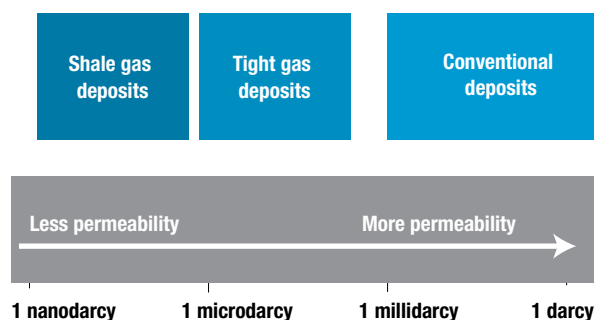 Shale gas
deposits
Tight gas
deposits
Conventional
deposits
Less permeability
More permeability
1 nanodarcy
1 microdarcy
1 millidarcy
1 darcy